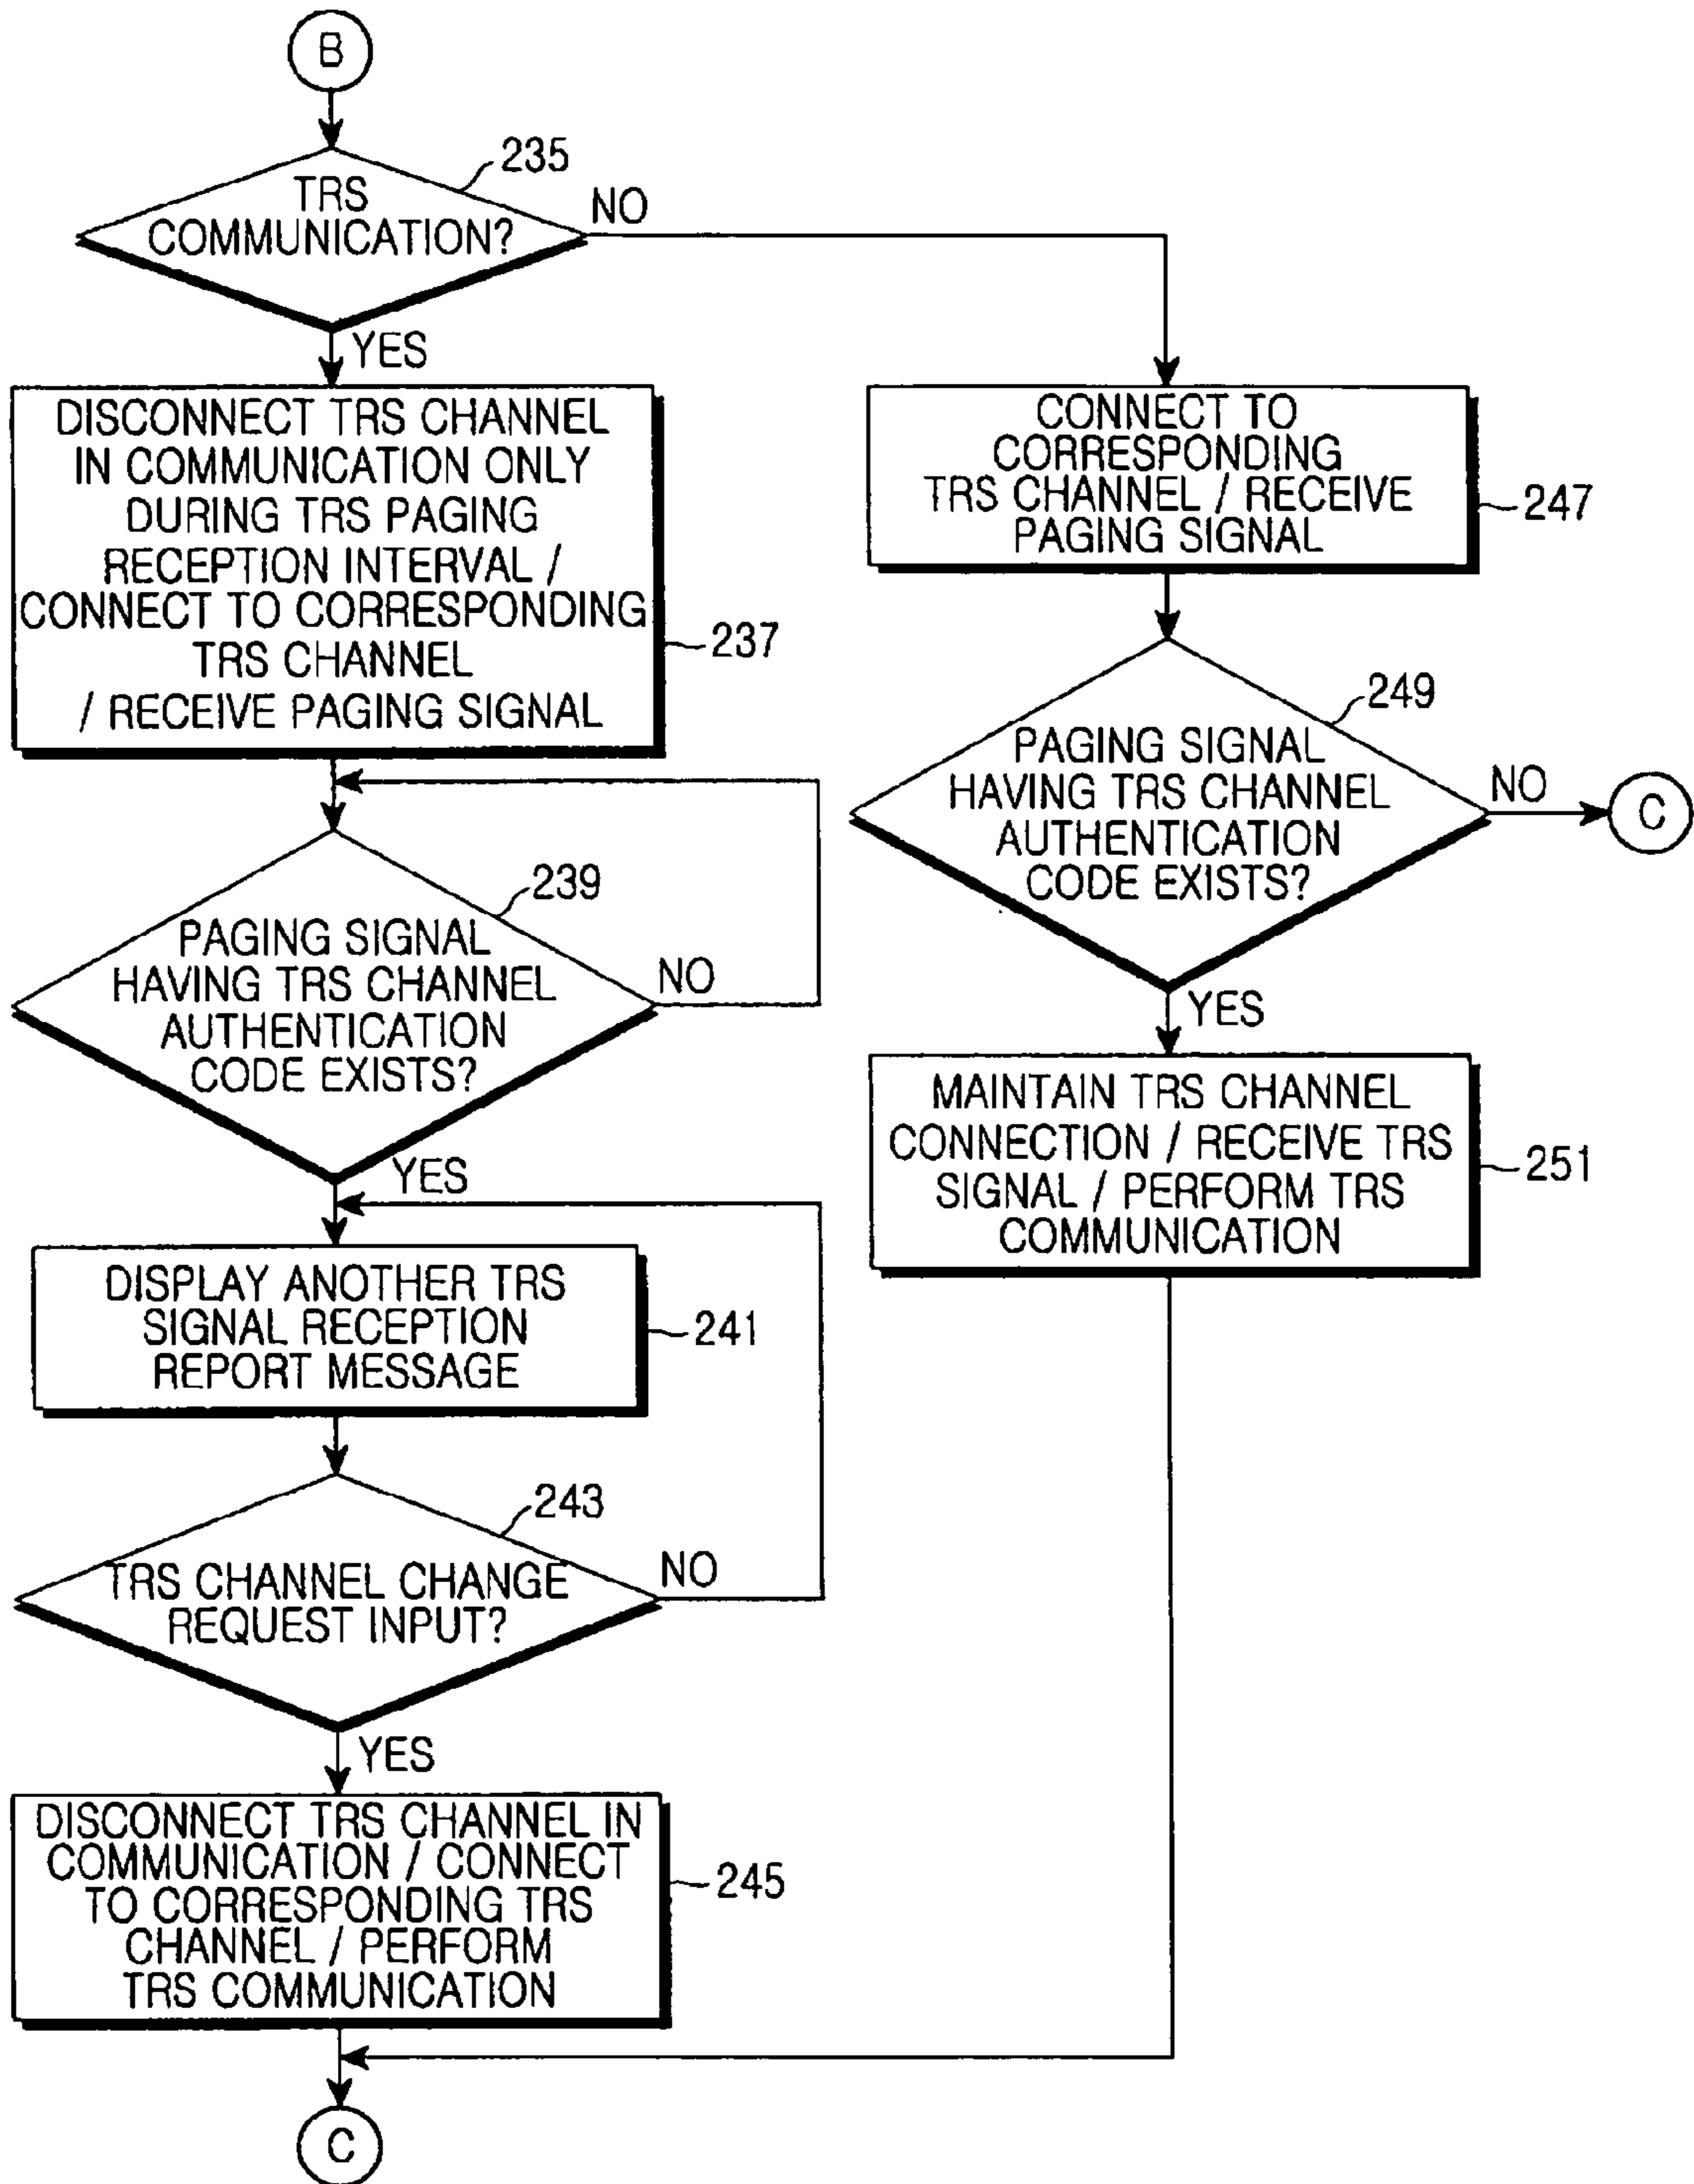 B
235
TRS
COMMUNICATION?
NO
YES
DISCONNECT TRS CHANNEL
IN COMMUNICATION ONLY
DURING TRS PAGING
RECEPTION INTERVAL /
CONNECT TO CORRESPONDING
TRS CHANNEL
/ RECEIVE PAGING SIGNAL
237
239
PAGING SIGNAL
HAVING TRS CHANNEL
AUTHENTICATION
CODE EXISTS?
NO
YES
DISPLAY ANOTHER TRS
SIGNAL RECEPTION
REPORT MESSAGE
241
243
TRS CHANNEL CHANGE
REQUEST INPUT?
NO
YES
DISCONNECT TRS CHANNEL IN
COMMUNICATION / CONNECT
TO CORRESPONDING TRS
CHANNEL / PERFORM
TRS COMMUNICATION
245
C
CONNECT TO
CORRESPONDING
TRS CHANNEL / RECEIVE
PAGING SIGNAL
247
249
PAGING SIGNAL
HAVING TRS CHANNEL
AUTHENTICATION
CODE EXISTS?
NO
C
YES
MAINTAIN TRS CHANNEL
CONNECTION / RECEIVE TRS
SIGNAL / PERFORM TRS
COMMUNICATION
251